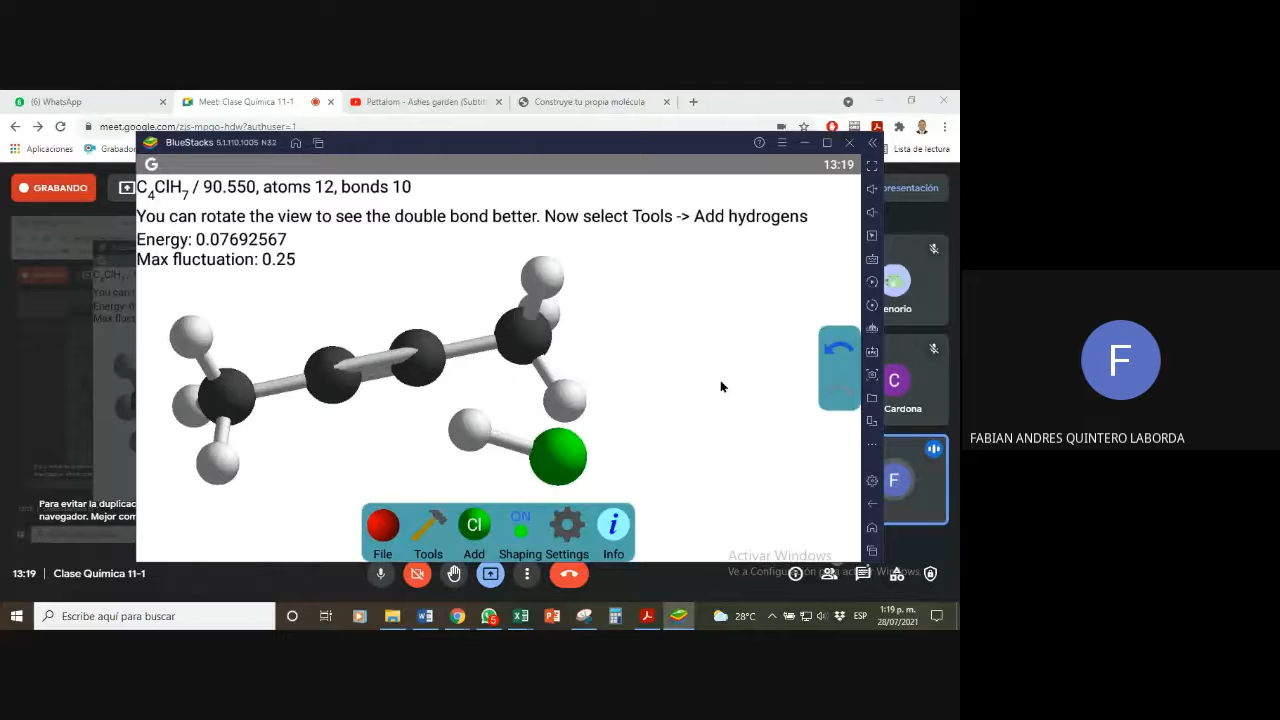 (6) WhatsApp
Meet: Clase Química 11-1
Pettalom - Ashes garden (Subtit
Construye tu propia molécula
meet.google.com/zjs-mpgo-hdw?authuser=1
Aplicaciones
Grabador
Lista de lectura
BlueStacks 5.1.110.1005 N32
G
13:19
GRABANDO
presentación
C4ClH7 / 90.550, atoms 12, bonds 10
You can rotate the view to see the double bond better. Now select Tools -> Add hydrogens
Energy: 0.07692567
Max fluctuation: 0.25
enorio
C
Cardona
F
F
FABIAN ANDRES QUINTERO LABORDA
Para evitar la duplicac
navegador. Mejor com
Cl
ON
i
File
Tools
Add
Shaping
Settings
Info
Activar Windows
Ve a Configuración para activar Windows.
13:19 | Clase Química 11-1
Escribe aquí para buscar
5
28°C
ESP
1:19 p. m.
28/07/2021